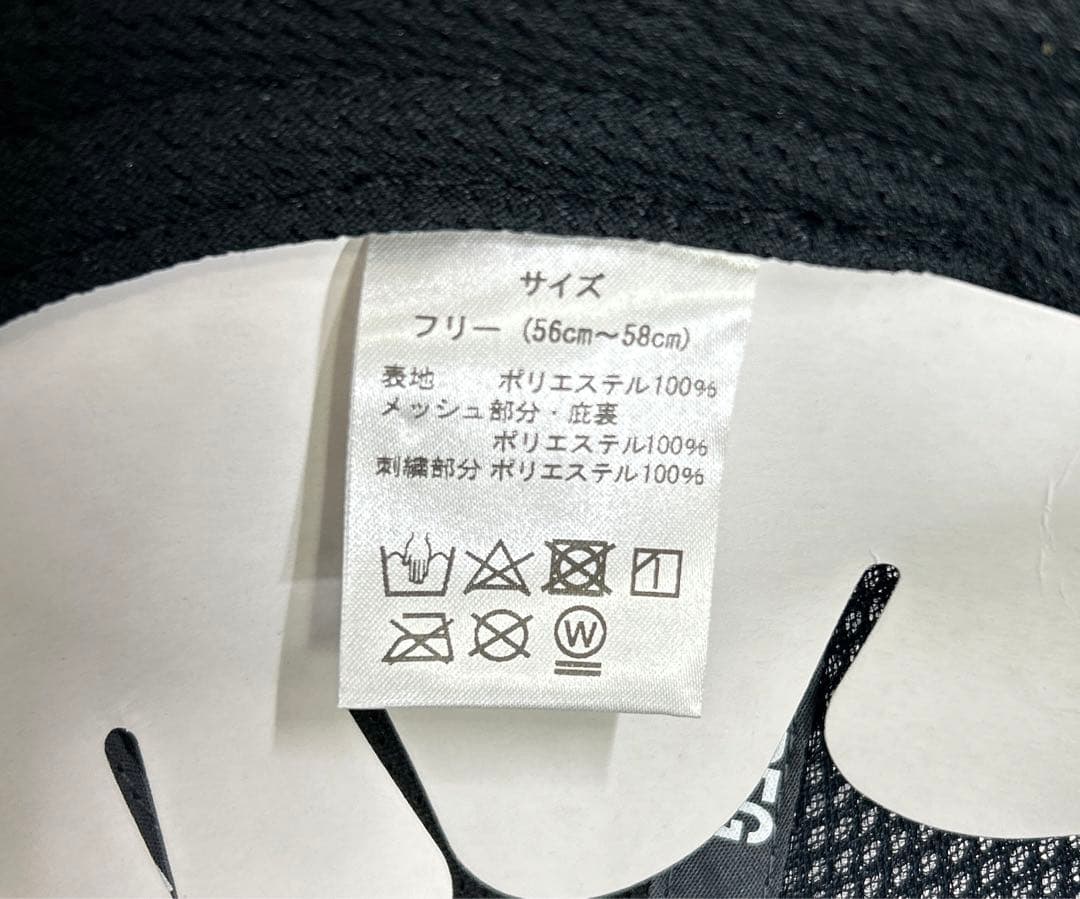 サイズ
フリー (56cm～58cm)
表地 ポリエステル100%
メッシュ部分・庇裏
ポリエステル100%
刺繍部分 ポリエステル100%
W
EG